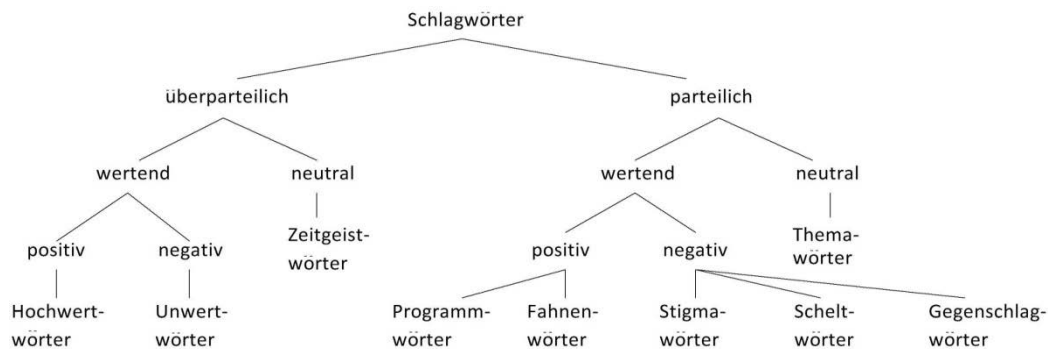 Schlagwörter
überparteilich
parteilich
wertend
neutral
wertend
neutral
positiv
negativ
Zeitgeist-
wörter
positiv
negativ
Thema-
wörter
Hochwert-
wörter
Unwert-
wörter
Programm-
wörter
Fahnen-
wörter
Stigma-
wörter
Schelt-
wörter
Gegenschlag-
wörter